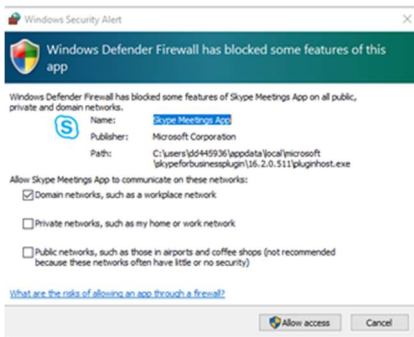 Windows Security Alert
Windows Defender Firewall has blocked some features of this
app
Windows Defender Firewall has blocked some features of Skype Meetings App on all public,
private and domain networks.
Name: Skype Meetings App
Publisher: Microsoft Corporation
Path: C:\users\dd445936\appdata\local\microsoft
\skypeforbusinessplugin\16.2.0.511\pluginhost.exe
Allow Skype Meetings App to communicate on these networks:
Domain networks, such as a workplace network
Private networks, such as my home or work network
Public networks, such as those in airports and coffee shops (not recommended
because these networks often have little or no security)
What are the risks of allowing an app through a firewall?
Allow access Cancel